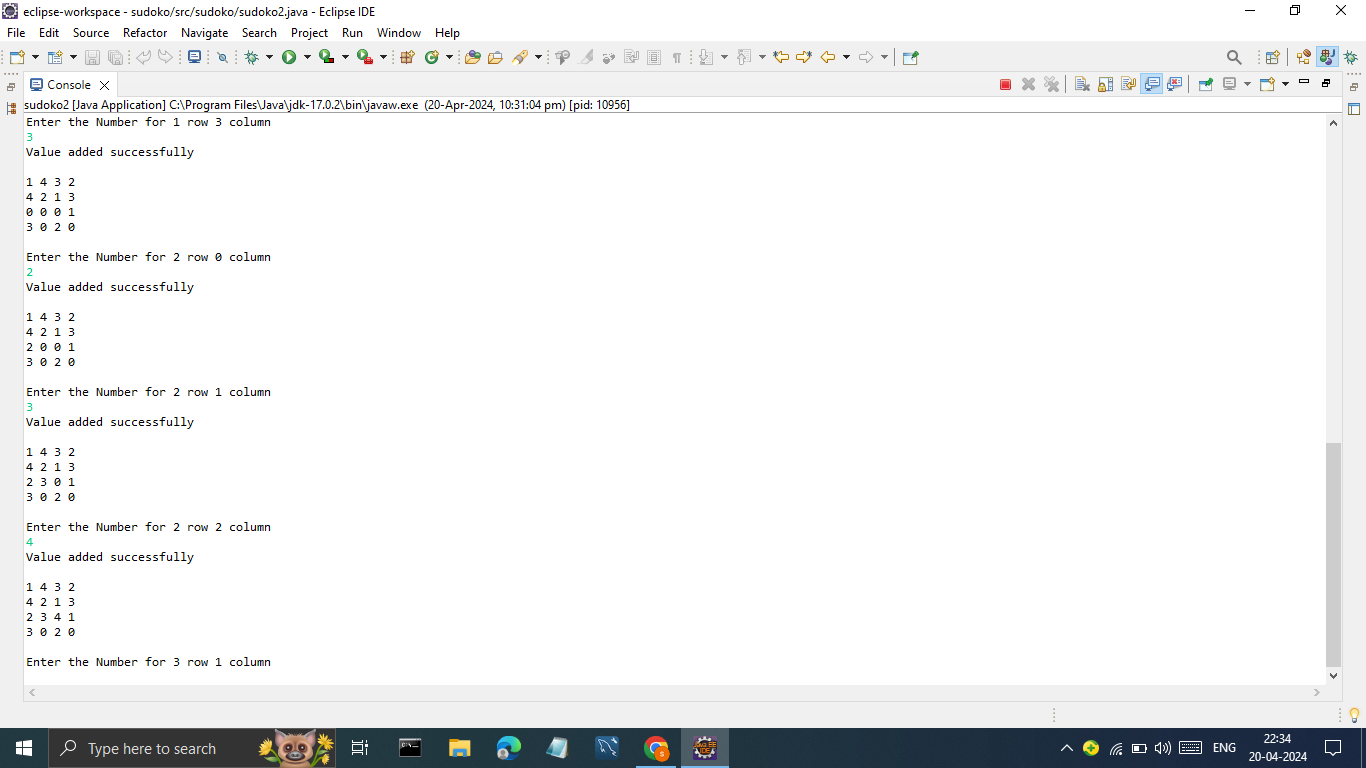 eclipse-workspace - sudoko/src/sudoko/sudoko2.java - Eclipse IDE
File Edit Source Refactor Navigate Search Project Run Window Help
Console
sudoko2 [Java Application] C:\Program Files\Java\jdk-17.0.2\bin\javaw.exe (20-Apr-2024, 10:31:04 pm) [pid: 10956]
Enter the Number for 1 row 3 column
3
Value added successfully
1 4 3 2
4 2 1 3
0 0 0 1
3 0 2 0
Enter the Number for 2 row 0 column
2
Value added successfully
1 4 3 2
4 2 1 3
2 0 0 1
3 0 2 0
Enter the Number for 2 row 1 column
3
Value added successfully
1 4 3 2
4 2 1 3
2 3 0 1
3 0 2 0
Enter the Number for 2 row 2 column
4
Value added successfully
1 4 3 2
4 2 1 3
2 3 4 1
3 0 2 0
Enter the Number for 3 row 1 column
Type here to search
ENG
22:34
20-04-2024